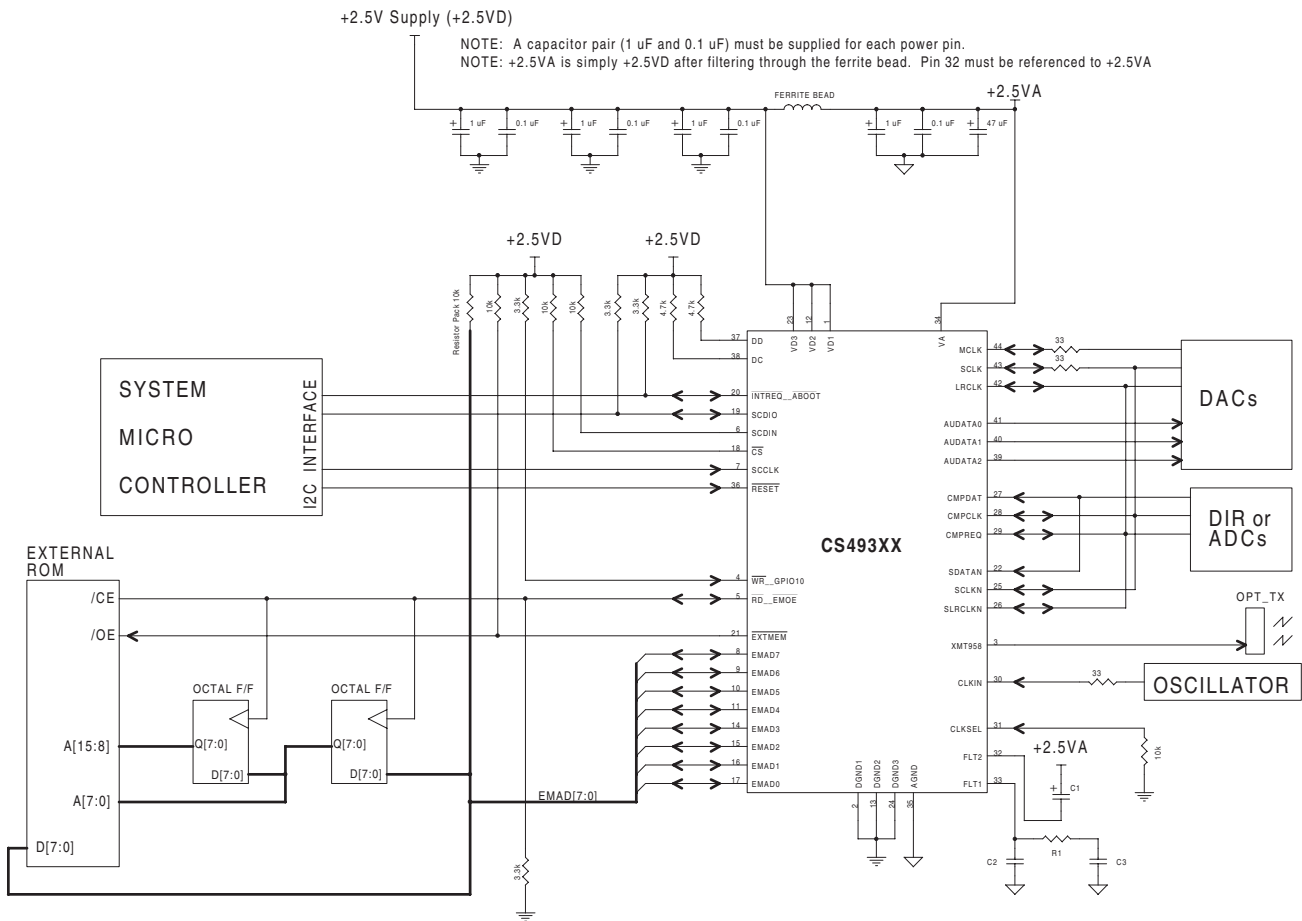 +2.5V Supply (+2.5VD)
NOTE: A capacitor pair (1 uF and 0.1 uF) must be supplied for each power pin.
NOTE: +2.5VA is simply +2.5VD after filtering through the ferrite bead. Pin 32 must be referenced to +2.5VA
FERRITE BEAD
+2.5VA
+ 1 uF
0.1 uF
+ 1 uF
0.1 uF
+ 1 uF
0.1 uF
+ 1 uF
0.1 uF
+ 47 uF
+2.5VD
+2.5VD
Resistor Pack 10k
10k
3.3k
10k
10k
3.3k
3.3k
4.7k
4.7k
23
12
1
34
VD3
VD2
VD1
VA
SYSTEM
MICRO
CONTROLLER
I2C INTERFACE
37 DD
38 DC
20 INTREQ__ABOOT
19 SCDIO
6 SCDIN
18 CS
7 SCCLK
36 RESET
4 WR__GPIO10
5 RD__EMOE
21 EXTMEM
8 EMAD7
9 EMAD6
10 EMAD5
11 EMAD4
14 EMAD3
15 EMAD2
16 EMAD1
17 EMAD0
CS493XX
MCLK 44 33
SCLK 43 33
LRCLK 42
AUDATA0 41
AUDATA1 40
AUDATA2 39
CMPDAT 27
CMPCLK 28
CMPREQ 29
SDATAN 22
SCLKN 25
SLRCLKN 26
XMT958 3
CLKIN 30 33
CLKSEL 31
FLT2 32
FLT1 33
DACs
DIR or
ADCs
OPT_TX
OSCILLATOR
+2.5VA
10k
+ C1
C2
R1
C3
DGND1
DGND2
DGND3
AGND
2
13
24
35
EXTERNAL
ROM
/CE
/OE
OCTAL F/F
OCTAL F/F
A[15:8]
Q[7:0]
Q[7:0]
D[7:0]
D[7:0]
A[7:0]
EMAD[7:0]
D[7:0]
3.3k